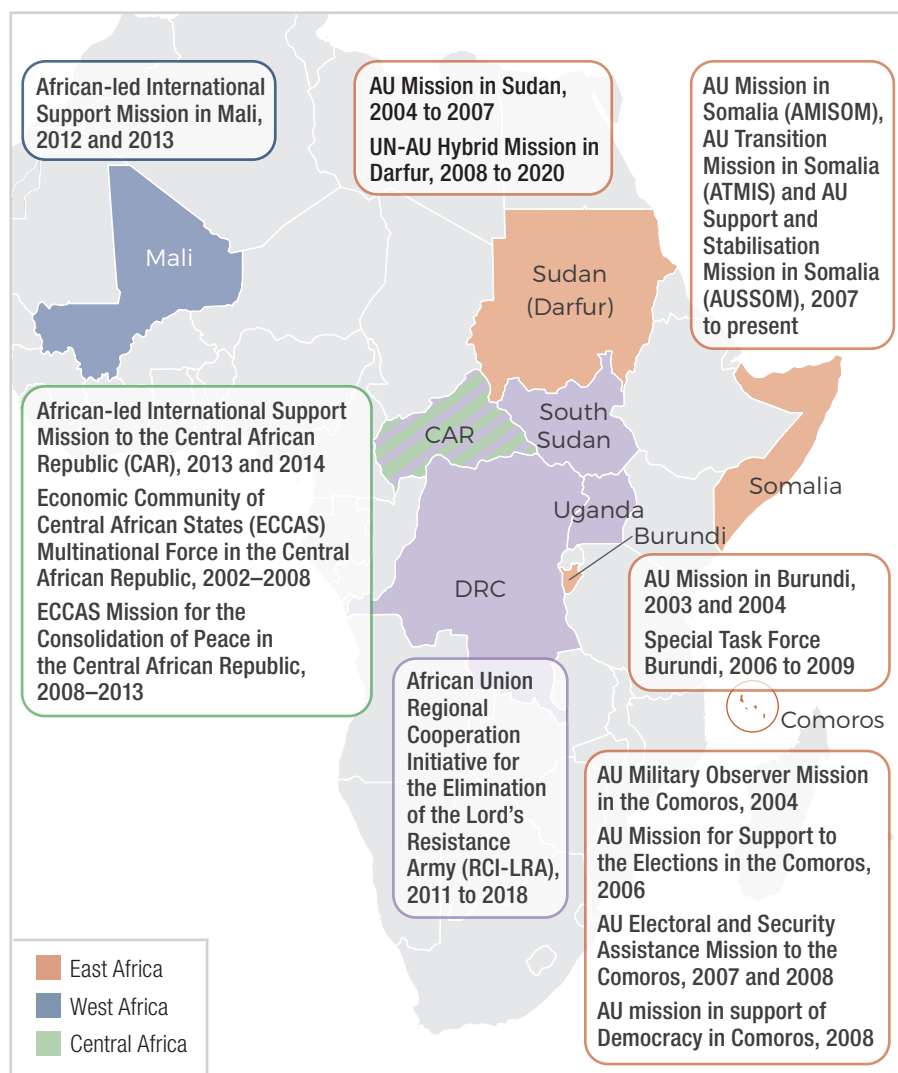 African-led International
Support Mission in Mali,
2012 and 2013
AU Mission in Sudan,
2004 to 2007
UN-AU Hybrid Mission in
Darfur, 2008 to 2020
AU Mission in
Somalia (AMISOM),
AU Transition
Mission in Somalia
(ATMIS) and AU
Support and
Stabilisation
Mission in Somalia
(AUSSOM), 2007
to present
Mali
Sudan
(Darfur)
African-led International Support
Mission to the Central African
Republic (CAR), 2013 and 2014
Economic Community of
Central African States (ECCAS)
Multinational Force in the Central
African Republic, 2002–2008
ECCAS Mission for the
Consolidation of Peace in
the Central African Republic,
2008–2013
CAR
South
Sudan
Somalia
Uganda
Burundi
DRC
AU Mission in Burundi,
2003 and 2004
Special Task Force
Burundi, 2006 to 2009
African Union
Regional
Cooperation
Initiative for
the Elimination
of the Lord’s
Resistance
Army (RCI-LRA),
2011 to 2018
Comoros
AU Military Observer Mission
in the Comoros, 2004
AU Mission for Support to
the Elections in the Comoros,
2006
AU Electoral and Security
Assistance Mission to the
Comoros, 2007 and 2008
AU mission in support of
Democracy in Comoros, 2008
East Africa
West Africa
Central Africa